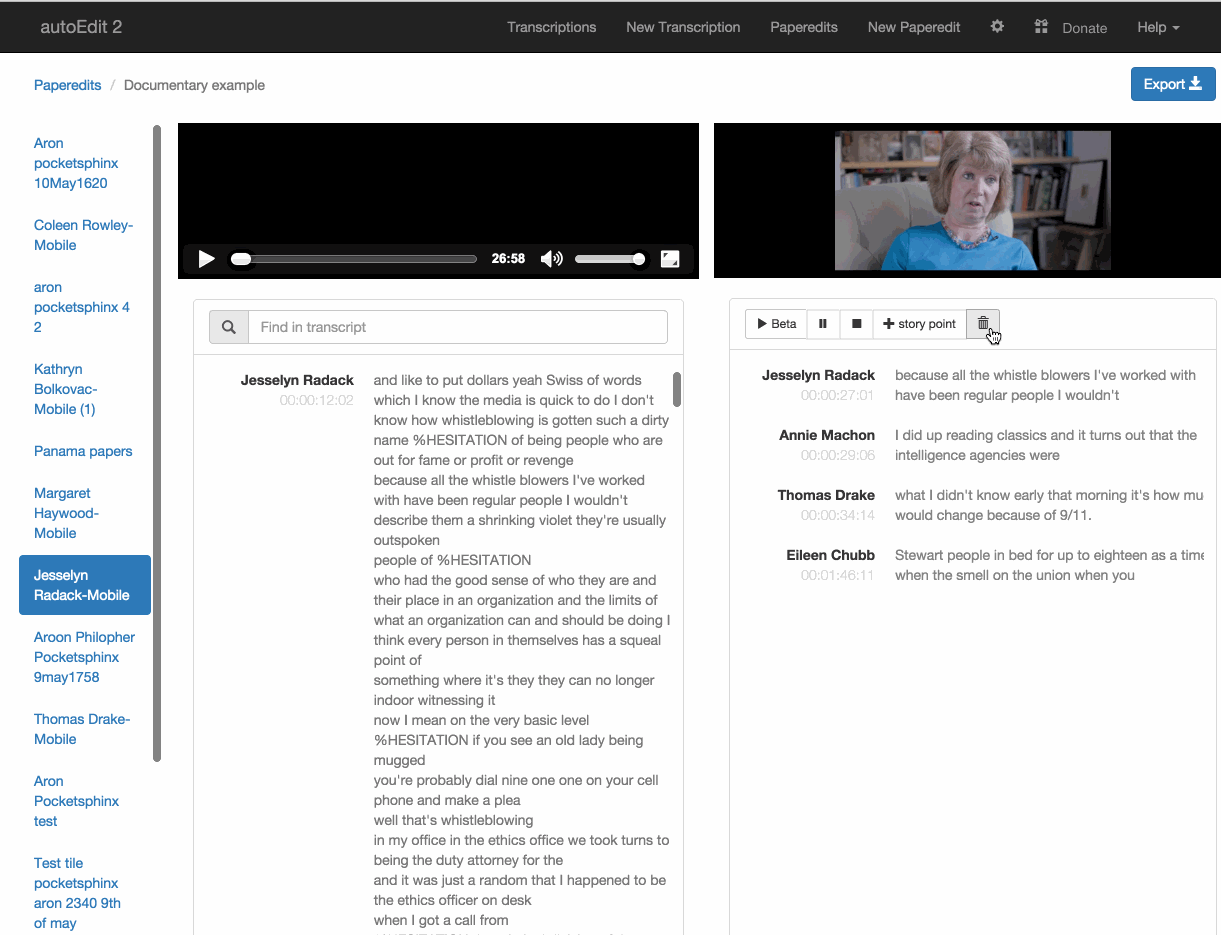 autoEdit 2
Transcriptions
New Transcription
Paperedits
New Paperedit
Donate
Help
Paperedits / Documentary example
Export
Aron
pocketsphinx
10May1620
Coleen Rowley-
Mobile
aron
pocketsphinx 4
2
Kathryn
Bolkovac-
Mobile (1)
Panama papers
Margaret
Haywood-
Mobile
Jesselyn
Radack-Mobile
Aroon Philopher
Pocketsphinx
9may1758
Thomas Drake-
Mobile
Aron
Pocketsphinx
test
Test tile
pocketsphinx
aron 2340 9th
of may
26:58
Find in transcript
Jesselyn Radack
00:00:12:02
and like to put dollars yeah Swiss of words
which I know the media is quick to do I don't
know how whistleblowing is gotten such a dirty
name %HESITATION of being people who are
out for fame or profit or revenge
because all the whistle blowers I've worked
with have been regular people I wouldn't
describe them a shrinking violet they're usually
outspoken
people of %HESITATION
who had the good sense of who they are and
their place in an organization and the limits of
what an organization can and should be doing I
think every person in themselves has a squeal
point of
something where it's they they can no longer
indoor witnessing it
now I mean on the very basic level
%HESITATION if you see an old lady being
mugged
you're probably dial nine one one on your cell
phone and make a plea
well that's whistleblowing
in my office in the ethics office we took turns to
being the duty attorney for the
and it was just a random that I happened to be
the ethics officer on desk
when I got a call from
Beta
story point
Jesselyn Radack
00:00:27:01
because all the whistle blowers I've worked with
have been regular people I wouldn't
Annie Machon
00:00:29:06
I did up reading classics and it turns out that the
intelligence agencies were
Thomas Drake
00:00:34:14
what I didn't know early that morning it's how mu
would change because of 9/11.
Eileen Chubb
00:01:46:11
Stewart people in bed for up to eighteen as a time
when the smell on the union when you